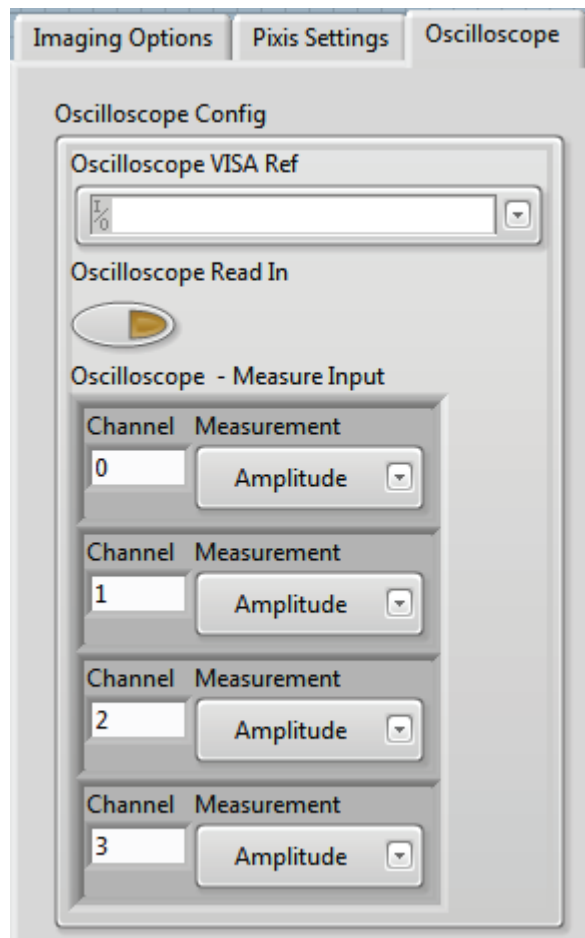 Imaging Options Pixis Settings Oscilloscope
Oscilloscope Config
Oscilloscope VISA Ref
I/O
Oscilloscope Read In
Oscilloscope - Measure Input
Channel Measurement
0 Amplitude
Channel Measurement
1 Amplitude
Channel Measurement
2 Amplitude
Channel Measurement
3 Amplitude